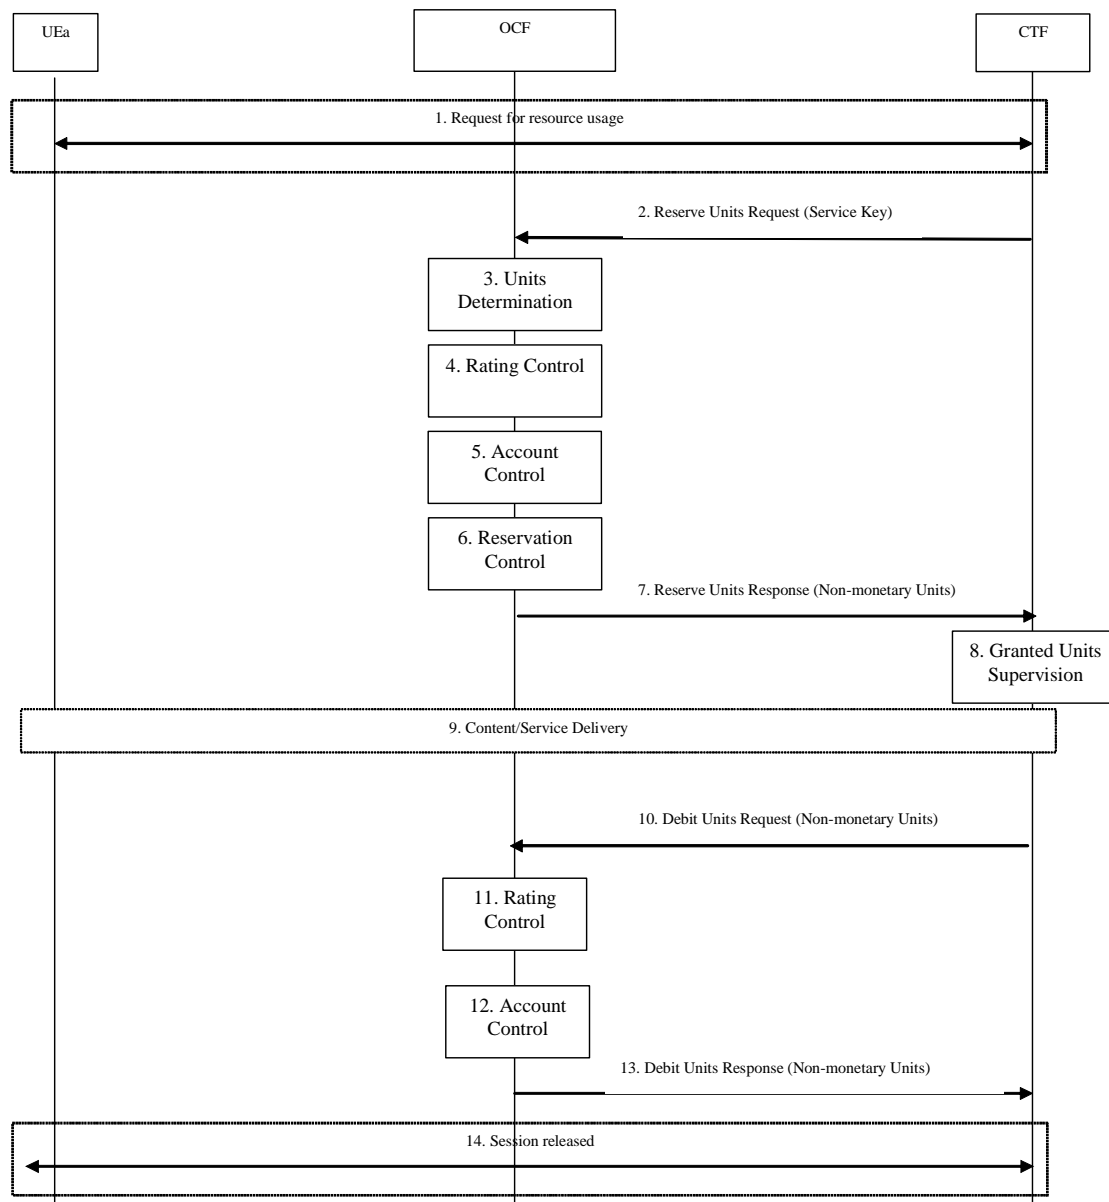 UEa
OCF
CTF
1. Request for resource usage
2. Reserve Units Request (Service Key)
3. Units
Determination
4. Rating Control
5. Account
Control
6. Reservation
Control
7. Reserve Units Response (Non-monetary Units)
8. Granted Units
Supervision
9. Content/Service Delivery
10. Debit Units Request (Non-monetary Units)
11. Rating
Control
12. Account
Control
13. Debit Units Response (Non-monetary Units)
14. Session released